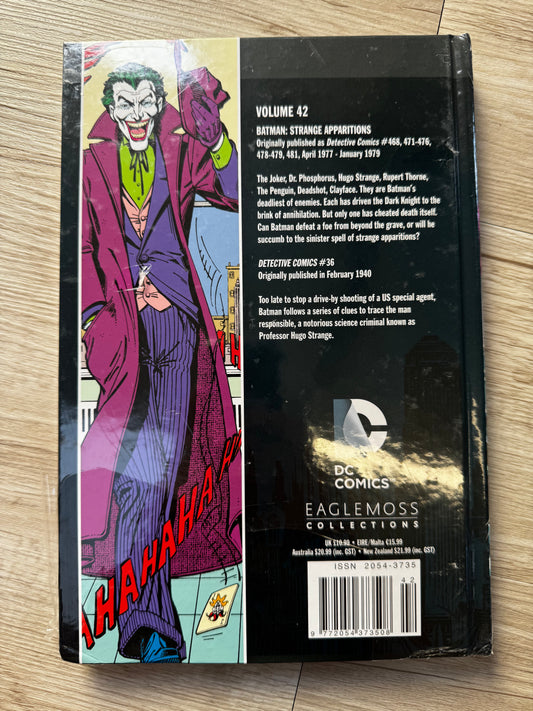 VOLUME 42
BATMAN: STRANGE APPARITIONS
Originally published as Detective Comics #468, 471-476,
478-479, 481, April 1977 - January 1979
The Joker, Dr. Phosphorus, Hugo Strange, Rupert Thorne,
The Penguin, Deadshot, Clayface. They are Batman's
deadliest of enemies. Each has driven the Dark Knight to the
brink of annihilation. But only one has cheated death itself.
Can Batman defeat a foe from beyond the grave, or will he
succumb to the sinister spell of strange apparitions?
DETECTIVE COMICS #36
Originally published in February 1940
Too late to stop a drive-by shooting of a US special agent,
Batman follows a series of clues to trace the man
responsible, a notorious science criminal known as
Professor Hugo Strange.
DC
DC
COMICS
EAGLEMOSS
COLLECTIONS
UK £10.99 • EIRE/Malta €15.99
Australia $20.99 (inc. GST) • New Zealand $21.99 (inc. GST)
ISSN 2054-3735
42
9 772054 373508
AHAHAHAHA HA